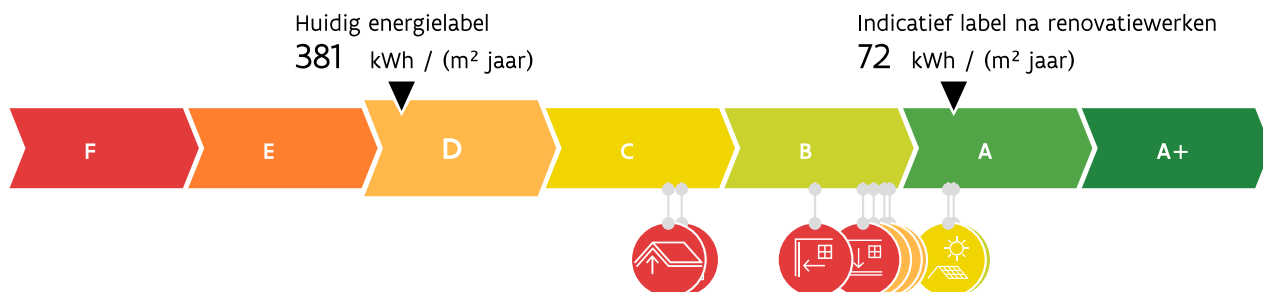 Huidig energielabel
381 kWh / (m² jaar)
Indicatief label na renovatiewerken
72 kWh / (m² jaar)
F E D C B A A+